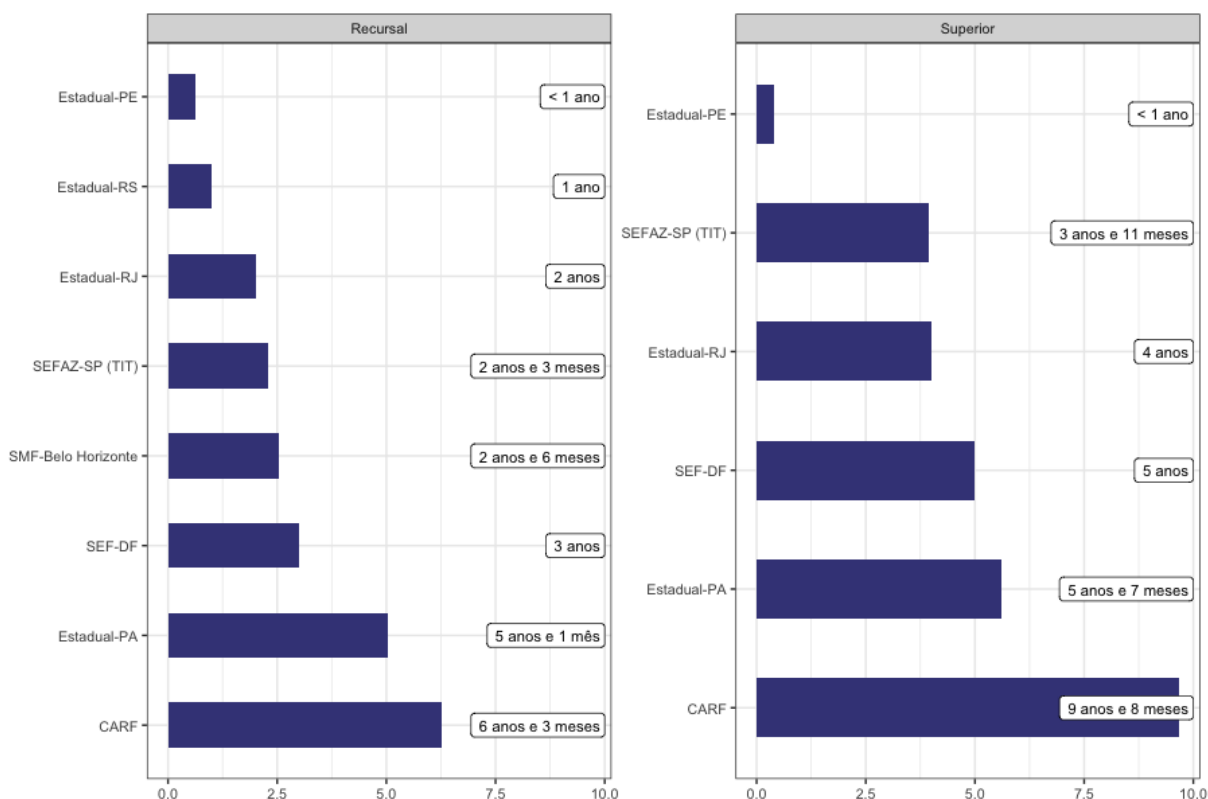 Recursal
Estadual-PE
< 1 ano
Estadual-RS
1 ano
Estadual-RJ
2 anos
SEFAZ-SP (TIT)
2 anos e 3 meses
SMF-Belo Horizonte
2 anos e 6 meses
SEF-DF
3 anos
Estadual-PA
5 anos e 1 mês
CARF
6 anos e 3 meses
0.0 2.5 5.0 7.5 10.0
Superior
Estadual-PE
< 1 ano
SEFAZ-SP (TIT)
3 anos e 11 meses
Estadual-RJ
4 anos
SEF-DF
5 anos
Estadual-PA
5 anos e 7 meses
CARF
9 anos e 8 meses
0.0 2.5 5.0 7.5 10.0